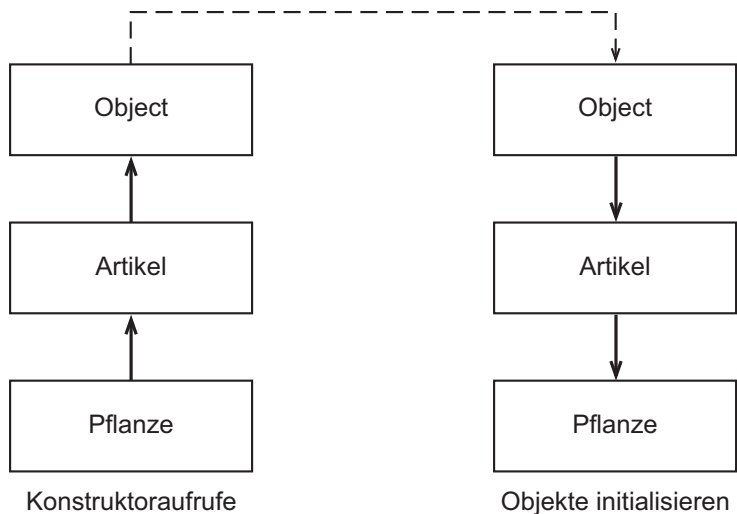 Object
Object
Artikel
Artikel
Pflanze
Pflanze
Konstruktoraufrufe
Objekte initialisieren